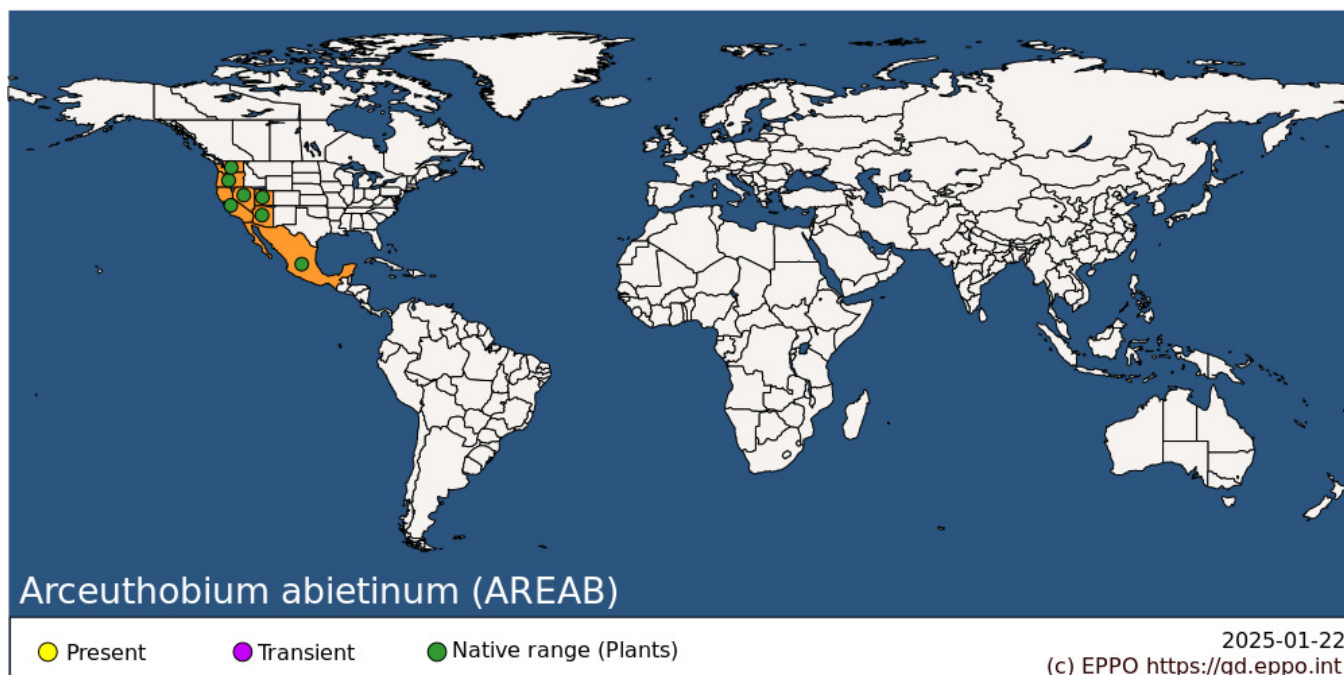 Arceuthobium abietinum (AREAB)
Present
Transient
Native range (Plants)
2025-01-22
(c) EPPO https://gd.eppo.int